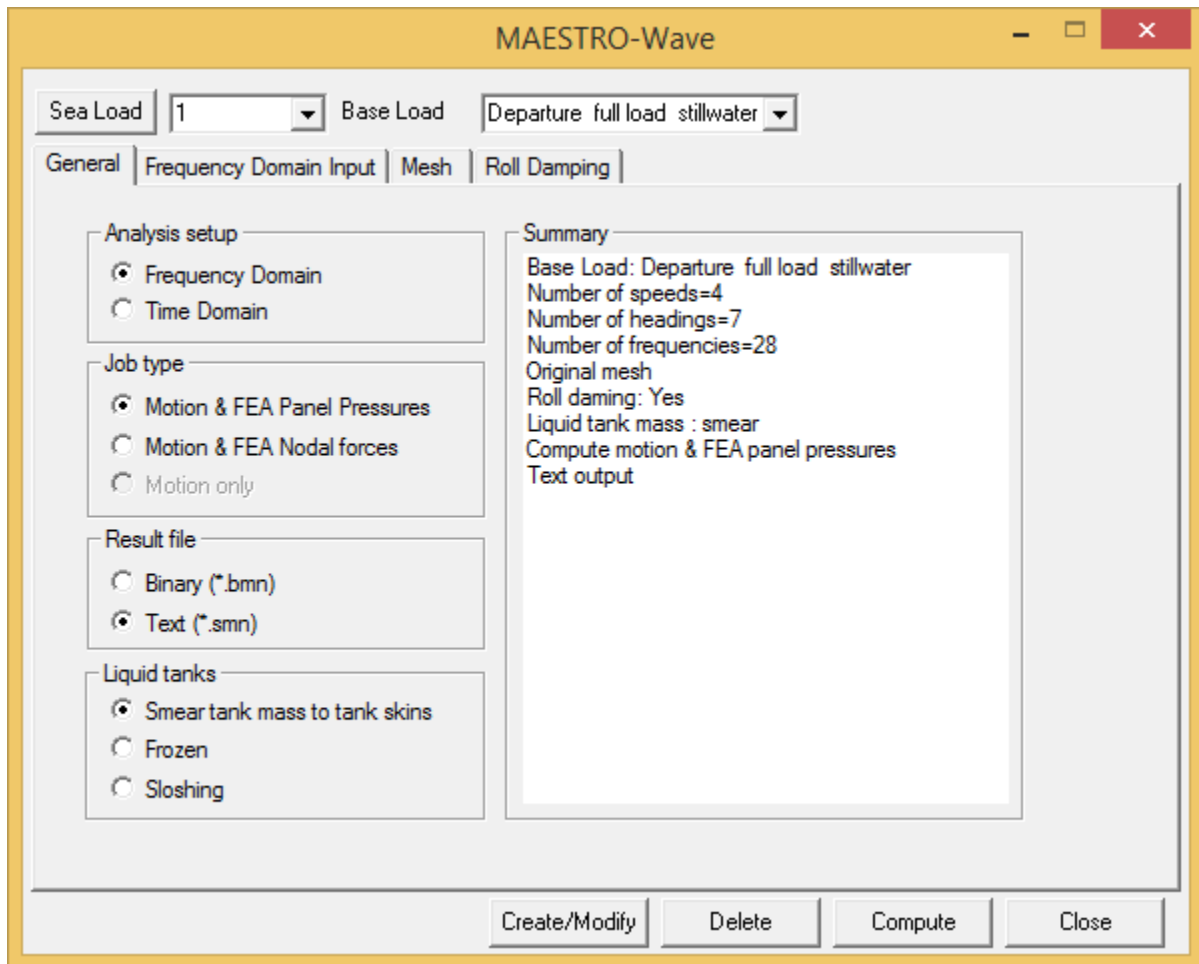 MAESTRO-Wave
Sea Load 1 Base Load Departure full load stillwater
General Frequency Domain Input Mesh Roll Damping
Analysis setup
Frequency Domain
Time Domain
Job type
Motion & FEA Panel Pressures
Motion & FEA Nodal forces
Motion only
Result file
Binary (*.bmn)
Text (*.smn)
Liquid tanks
Smear tank mass to tank skins
Frozen
Sloshing
Summary
Base Load: Departure full load stillwater
Number of speeds=4
Number of headings=7
Number of frequencies=28
Original mesh
Roll daming: Yes
Liquid tank mass : smear
Compute motion & FEA panel pressures
Text output
Create/Modify Delete Compute Close